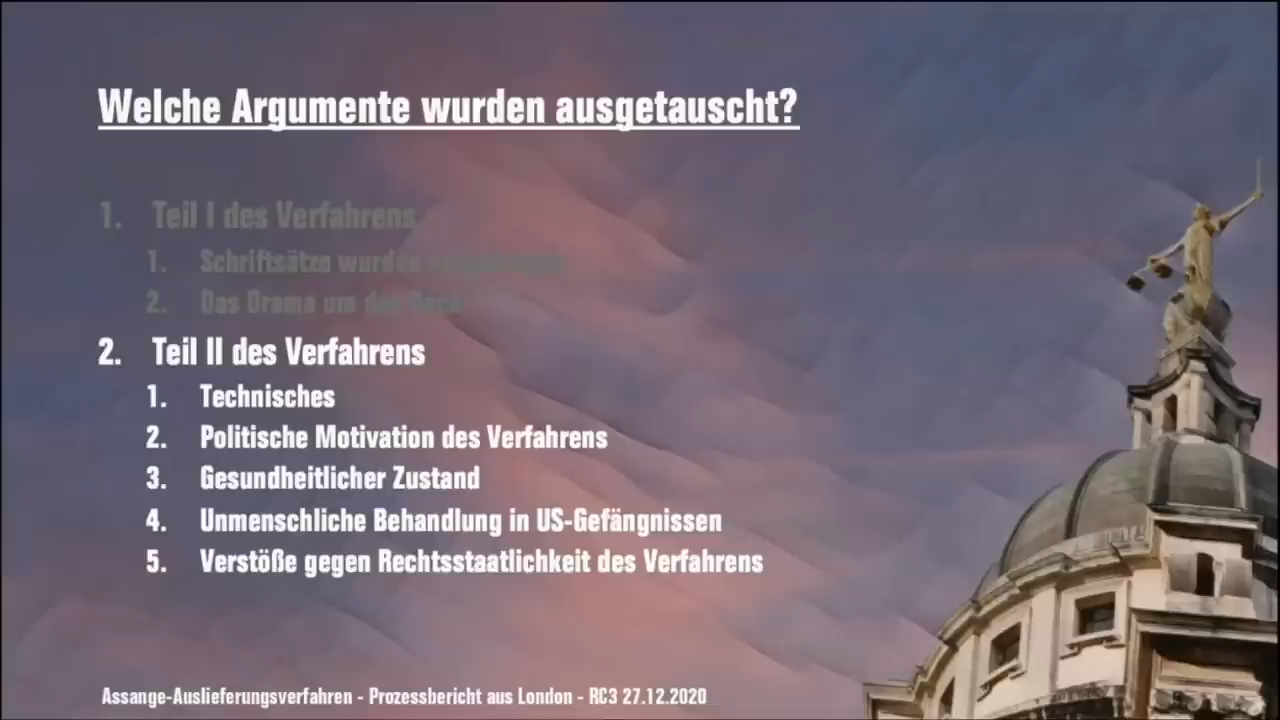 Welche Argumente wurden ausgetauscht?
1. Teil I des Verfahrens
1. Schriftsätze wurden
2. Das Drama um den
2. Teil II des Verfahrens
1. Technisches
2. Politische Motivation des Verfahrens
3. Gesundheitlicher Zustand
4. Unmenschliche Behandlung in US-Gefängnissen
5. Verstöße gegen Rechtsstaatlichkeit des Verfahrens
Assange-Auslieferungsverfahren - Prozessbericht aus London - RC3 27.12.2020